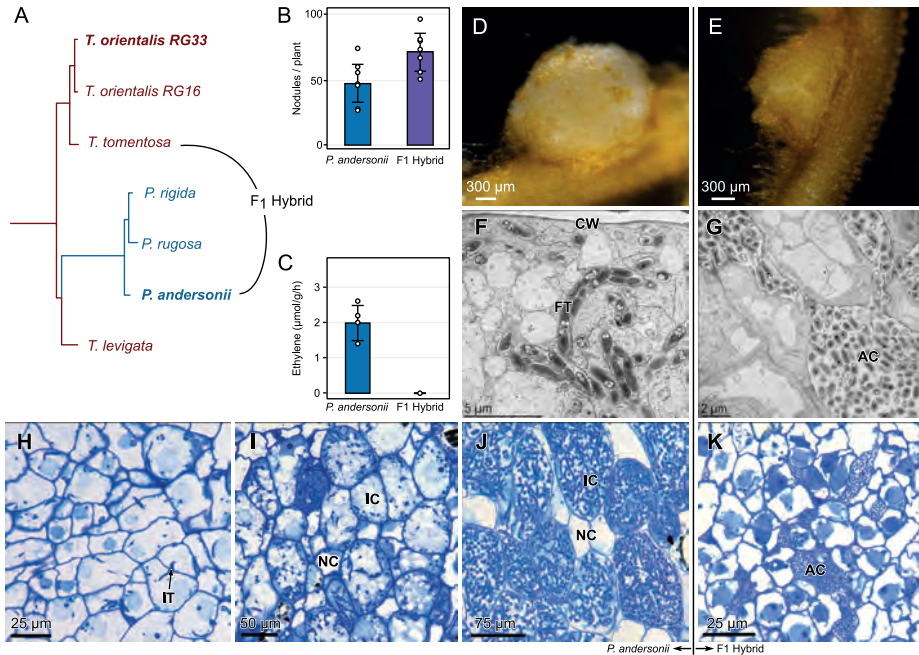 A
T. orientalis RG33
T. orientalis RG16
T. tomentosa
P. rigida
F1 Hybrid
P. rugosa
P. andersonii
T. levigata
B
Nodules / plant
100
50
0
P. andersonii F1 Hybrid
C
Ethylene (µmol/g/h)
3
2
1
0
P. andersonii F1 Hybrid
D
300 µm
E
300 µm
F
CW
FT
5 µm
G
AC
2 µm
H
IT
25 µm
I
IC
NC
50 µm
J
IC
NC
75 µm
K
AC
25 µm
P. andersonii ←→ F1 Hybrid